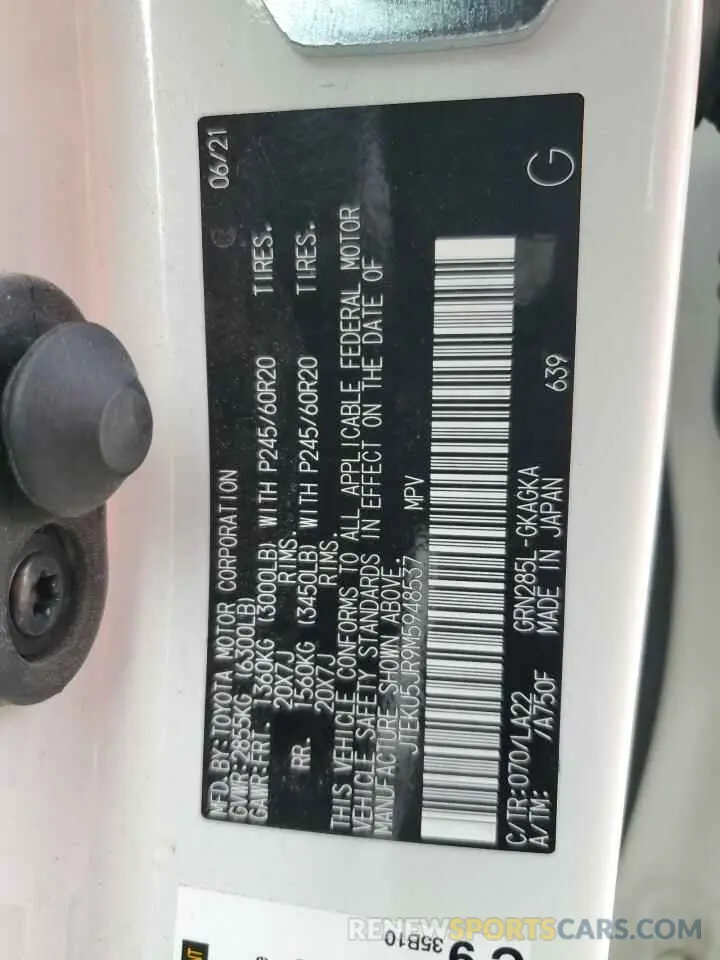 MFD.BY:TOYOTA MOTOR CORPORATION 06/21
GVWR:2855KG (6300LB)
GAWR:FRT. 1360KG (3000LB) WITH P245/60R20 TIRES.
20X7J RIMS.
RR. 1560KG (3450LB) WITH P245/60R20 TIRES.
20X7J RIMS.
THIS VEHICLE CONFORMS TO ALL APPLICABLE FEDERAL MOTOR
VEHICLE SAFETY STANDARDS IN EFFECT ON THE DATE OF
MANUFACTURE SHOWN ABOVE.
JTEKU5JR9M5948537 MPV
C/TR:070/LA22 GRN285L-GKAGKA 639
A/TM: /A750F MADE IN JAPAN
G
35B10
RENEWSPORTSCARS.COM